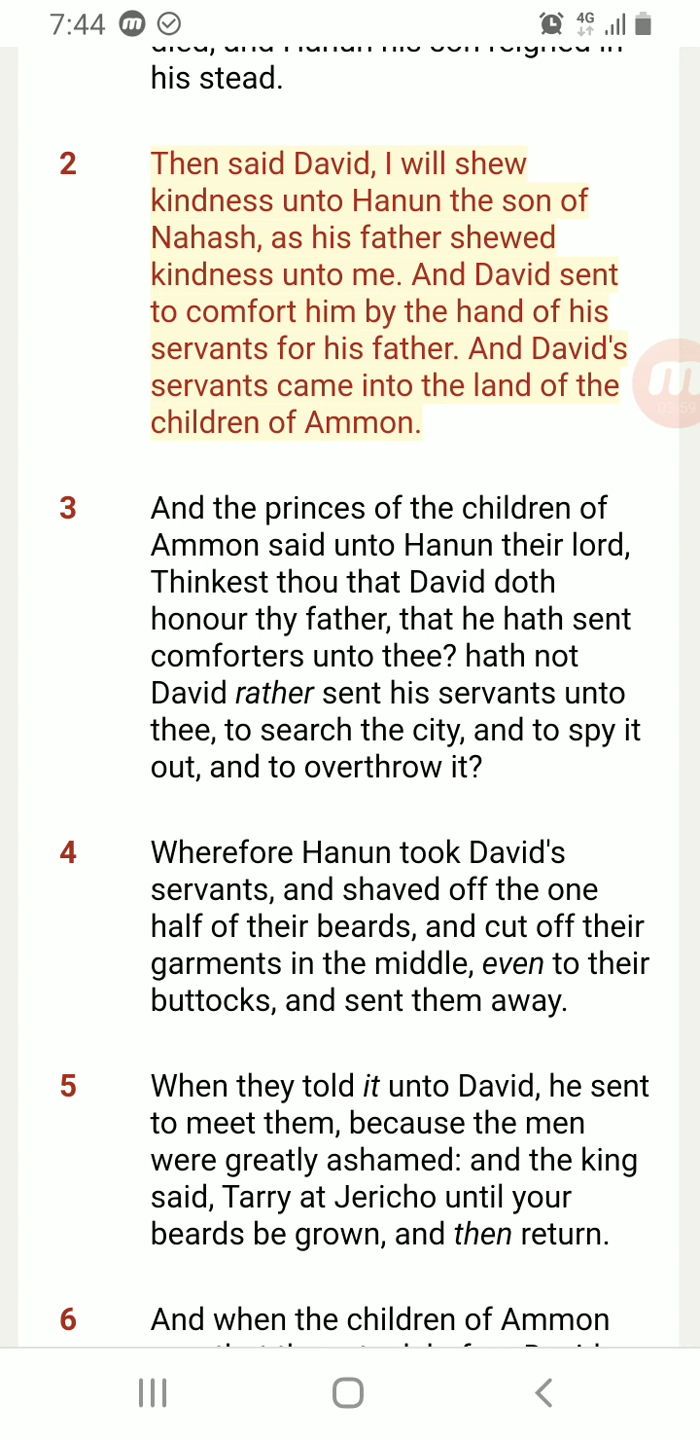 7:44
4G
his stead.
2 Then said David, I will shew
kindness unto Hanun the son of
Nahash, as his father shewed
kindness unto me. And David sent
to comfort him by the hand of his
servants for his father. And David's
servants came into the land of the
children of Ammon.
3 And the princes of the children of
Ammon said unto Hanun their lord,
Thinkest thou that David doth
honour thy father, that he hath sent
comforters unto thee? hath not
David rather sent his servants unto
thee, to search the city, and to spy it
out, and to overthrow it?
4 Wherefore Hanun took David's
servants, and shaved off the one
half of their beards, and cut off their
garments in the middle, even to their
buttocks, and sent them away.
5 When they told it unto David, he sent
to meet them, because the men
were greatly ashamed: and the king
said, Tarry at Jericho until your
beards be grown, and then return.
6 And when the children of Ammon